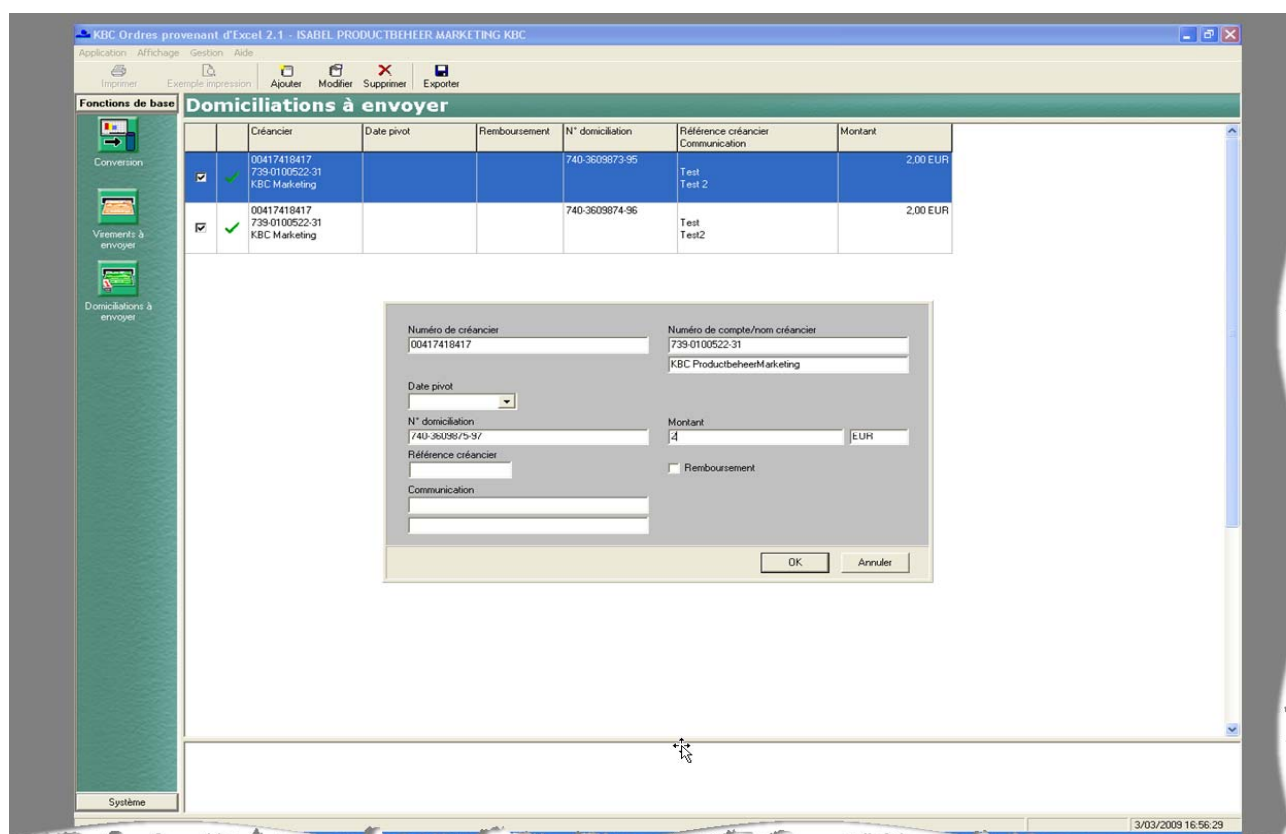 KBC Ordres provenant d'Excel 2.1 - ISABEL PRODUCTBEHEER MARKETING KBC
Application Affichage Gestion Aide
Imprimer Exemple impression Ajouter Modifier Supprimer Exporter
Fonctions de base
Domiciliations à envoyer
Conversion
Virements à
envoyer
Domiciliations à
envoyer
Créancier Date pivot Remboursement N° domiciliation Référence créancier Montant
Communication
00417418417 740-3609873-95 2,00 EUR
739-0100522-31 Test
KBC Marketing Test 2
00417418417 740-3609874-96 2,00 EUR
739-0100522-31 Test
KBC Marketing Test2
Numéro de créancier Numéro de compte/nom créancier
00417418417 739-0100522-31
KBC ProductbeheerMarketing
Date pivot
N° domiciliation Montant
740-3609875-97 2 EUR
Référence créancier
Remboursement
Communication
OK Annuler
Système
3/03/2009 16:56:29